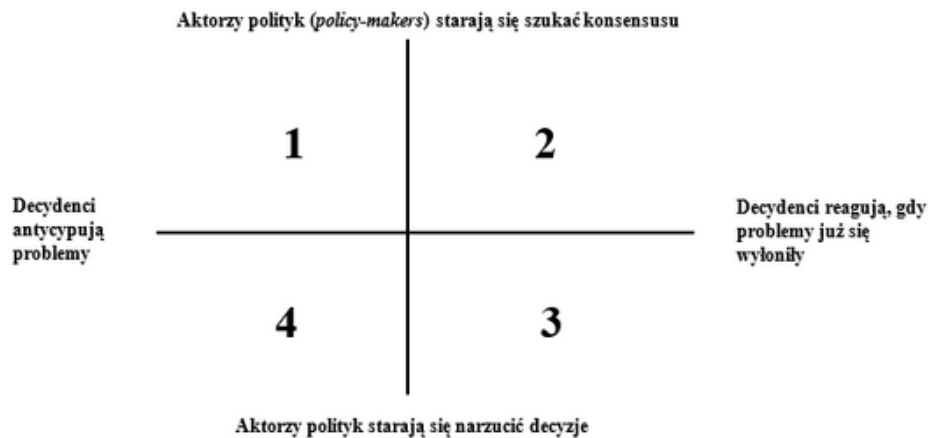 Aktorzy polityk (policy-makers) starają się szukać konsensusu
1
2
Decydenci
antycypują
problemy
Decydenci reagują, gdy
problemy już się
wyłoniły
4
3
Aktorzy polityk starają się narzucić decyzje